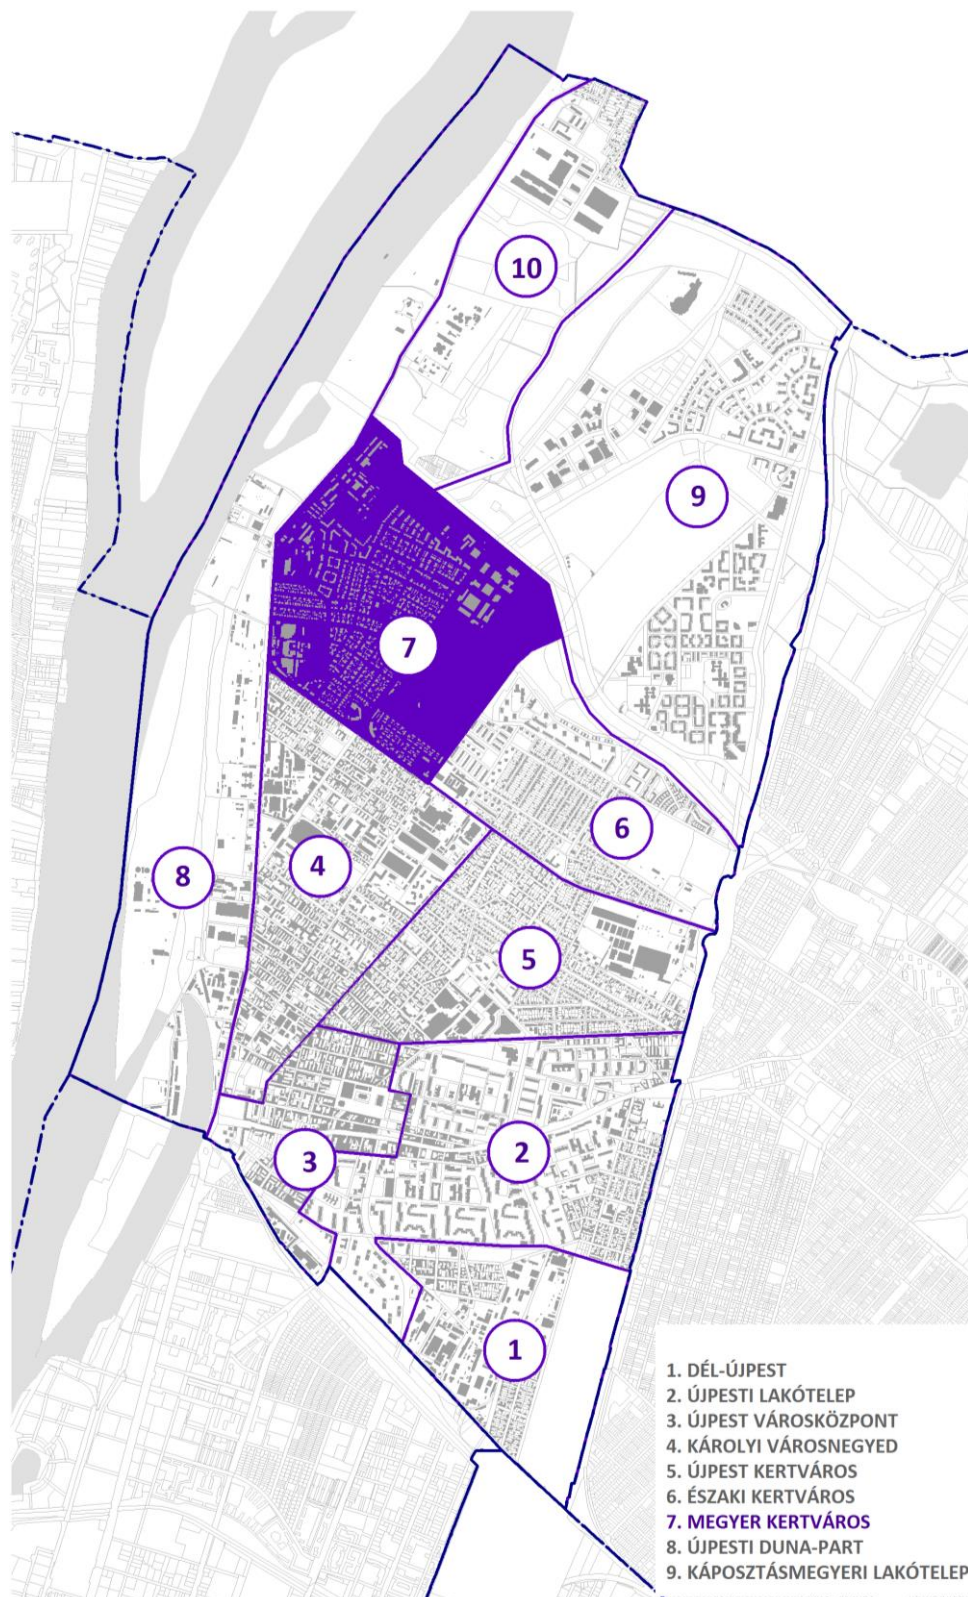 10
9
7
6
8
4
5
2
3
1
1. DÉL-ÚJPEST
2. ÚJPESTI LAKÓTELEP
3. ÚJPEST VÁROSKÖZPONT
4. KÁROLYI VÁROSNEGYED
5. ÚJPEST KERTVÁROS
6. ÉSZAKI KERTVÁROS
7. MEGYER KERTVÁROS
8. ÚJPESTI DUNA-PART
9. KÁPOSZTÁSMEGYERI LAKÓTELEP